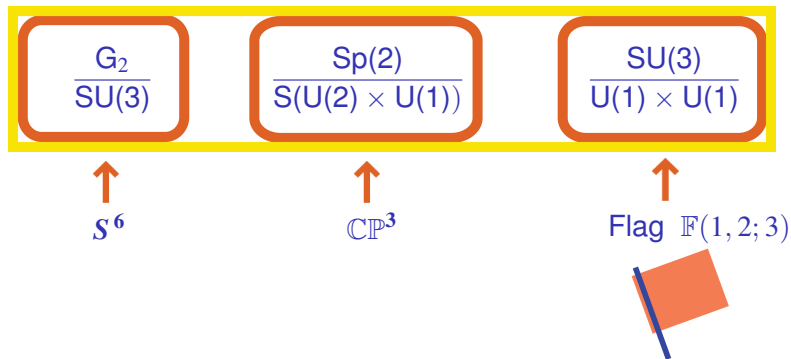 G₂ Sp(2) SU(3)
SU(3) S(U(2) × U(1)) U(1) × U(1)
S⁶ ℂℙ³ Flag 𝔽(1, 2; 3)